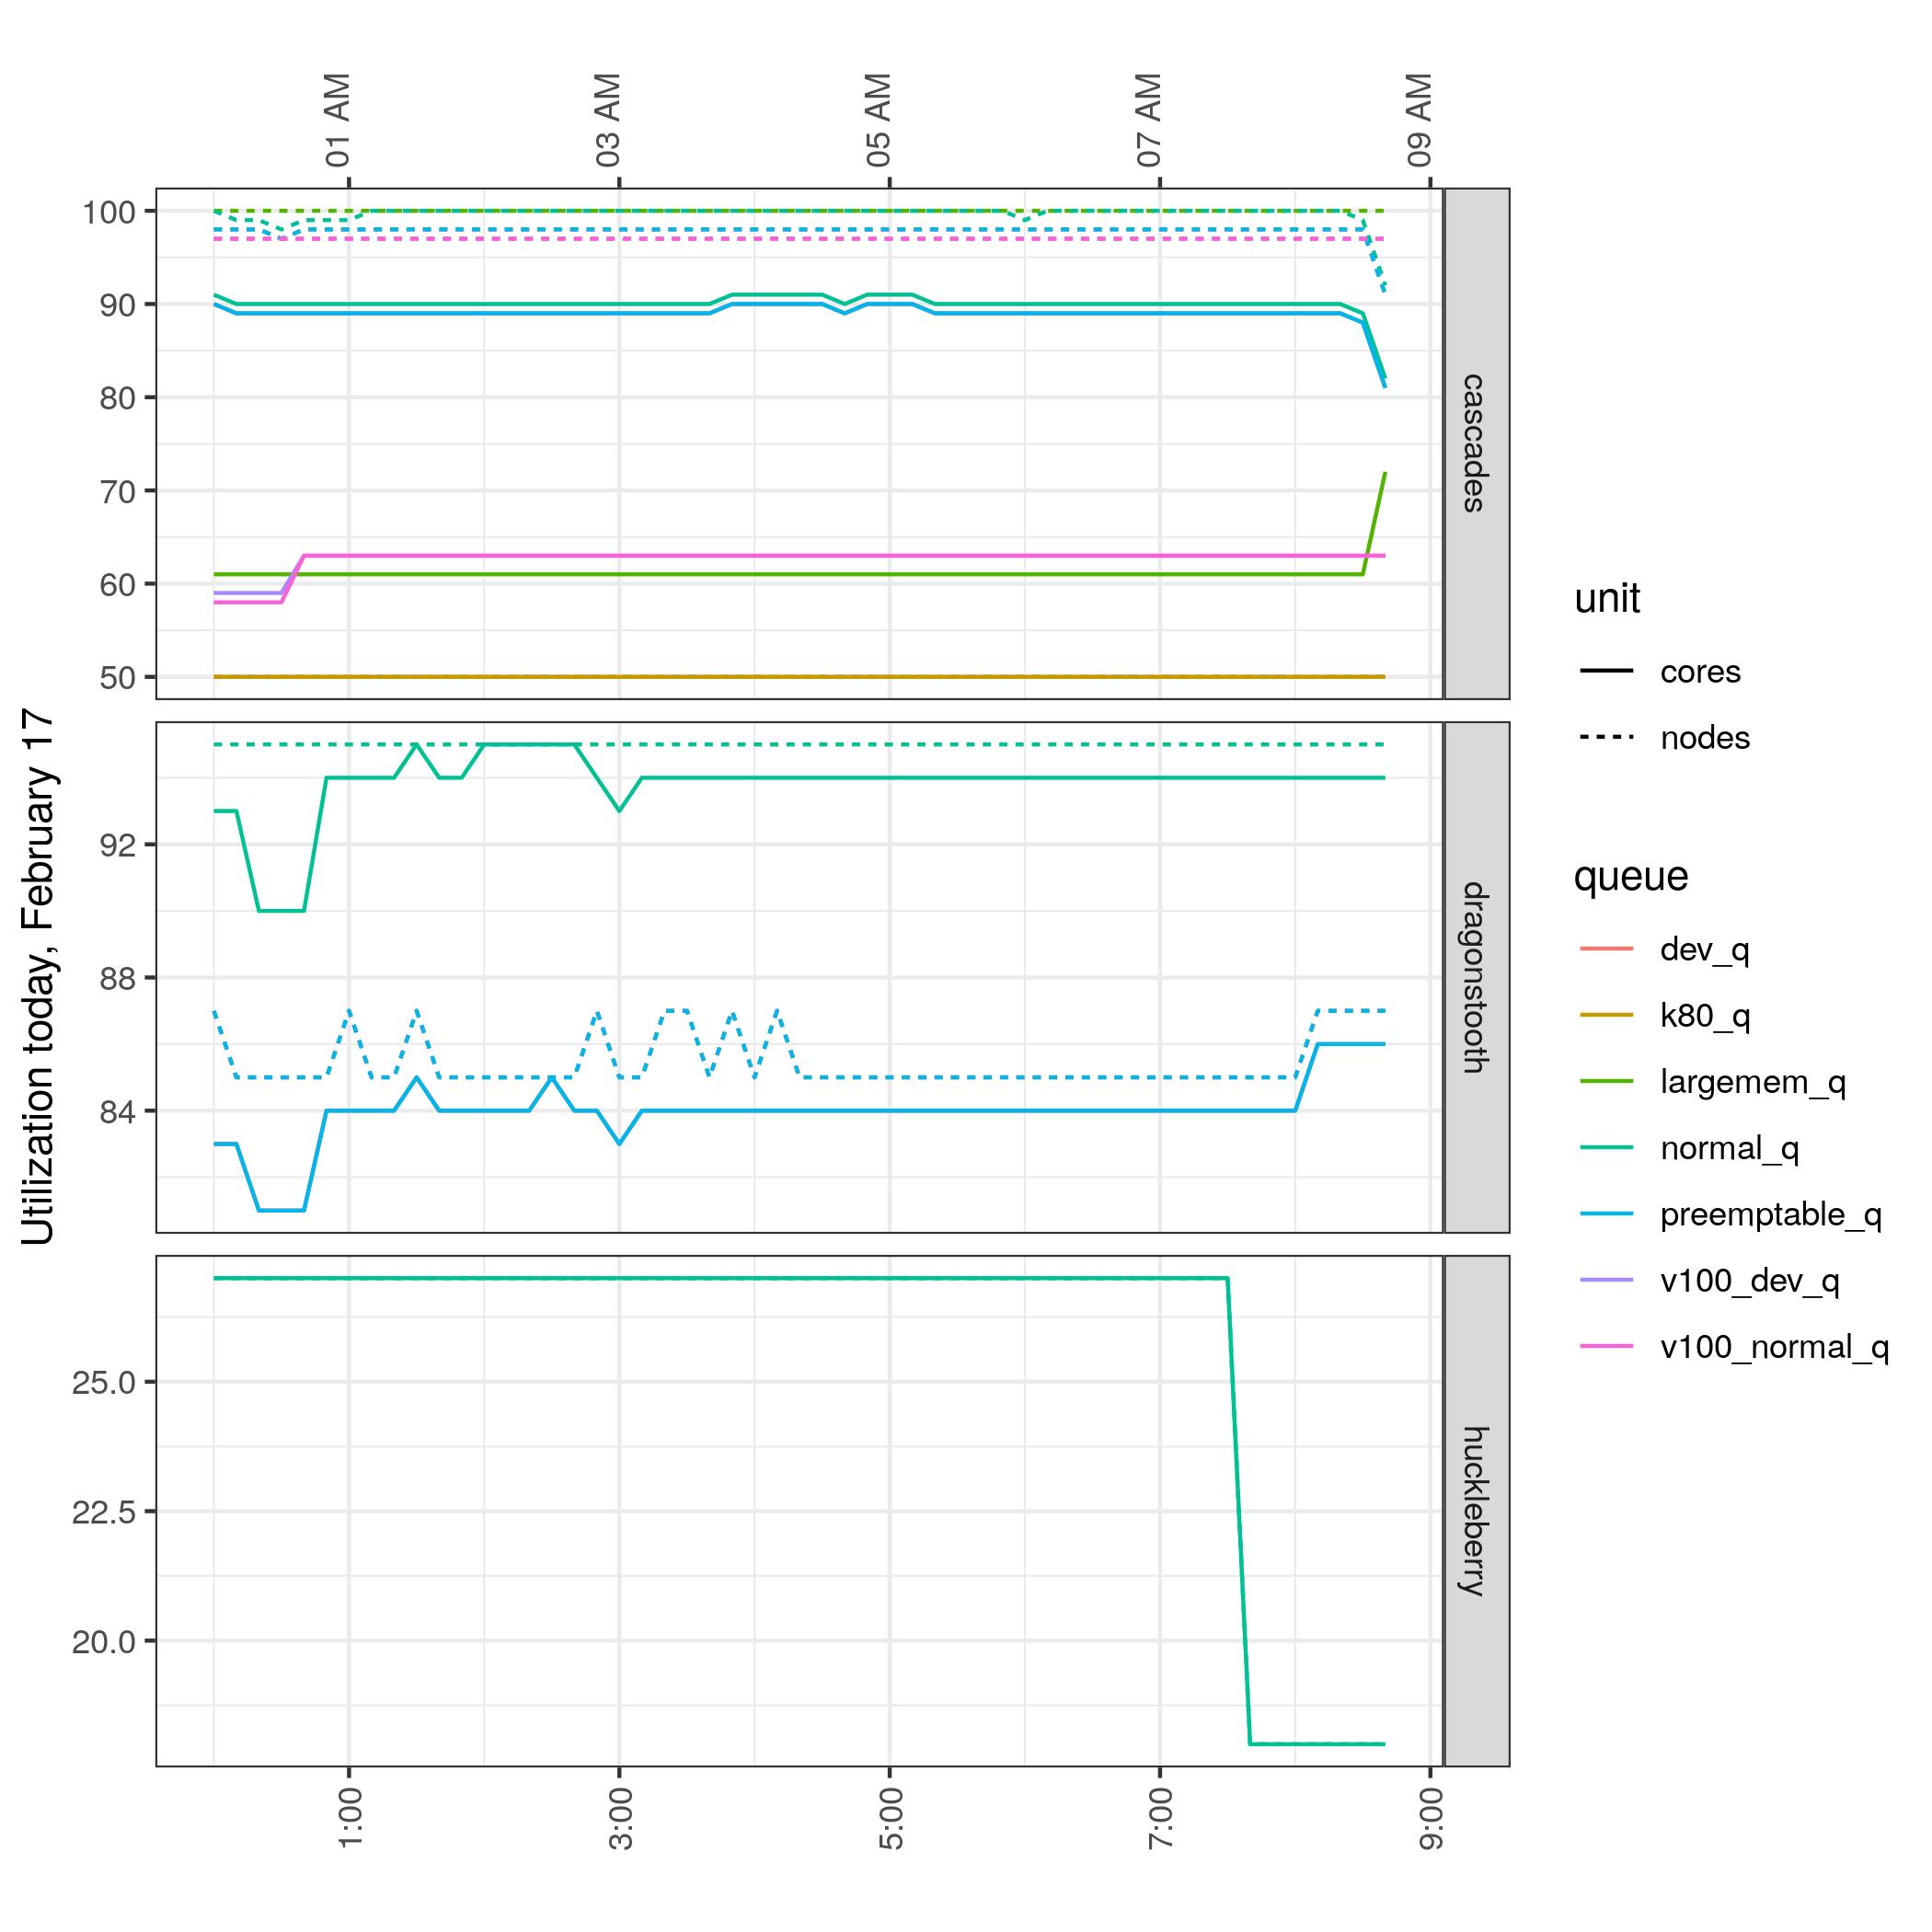 01 AM
03 AM
05 AM
07 AM
09 AM
Utilization today, February 17
100
90
80
70
60
50
cascades
92
88
84
dragonstooth
25.0
22.5
20.0
huckleberry
1:00
3:00
5:00
7:00
9:00
unit
cores
nodes
queue
dev_q
k80_q
largemem_q
normal_q
preemptable_q
v100_dev_q
v100_normal_q